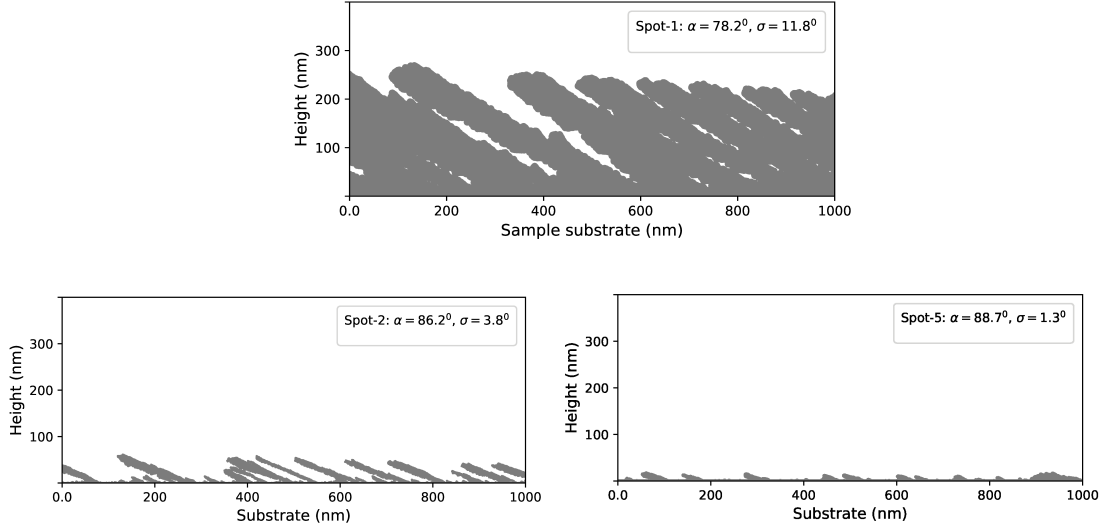 Spot-1: α = 78.2⁰, σ = 11.8⁰
Height (nm)
300
200
100
0.0 200 400 600 800 1000
Sample substrate (nm)
Spot-2: α = 86.2⁰, σ = 3.8⁰
Height (nm)
300
200
100
0.0 200 400 600 800 1000
Substrate (nm)
Spot-5: α = 88.7⁰, σ = 1.3⁰
Height (nm)
300
200
100
0.0 200 400 600 800 1000
Substrate (nm)